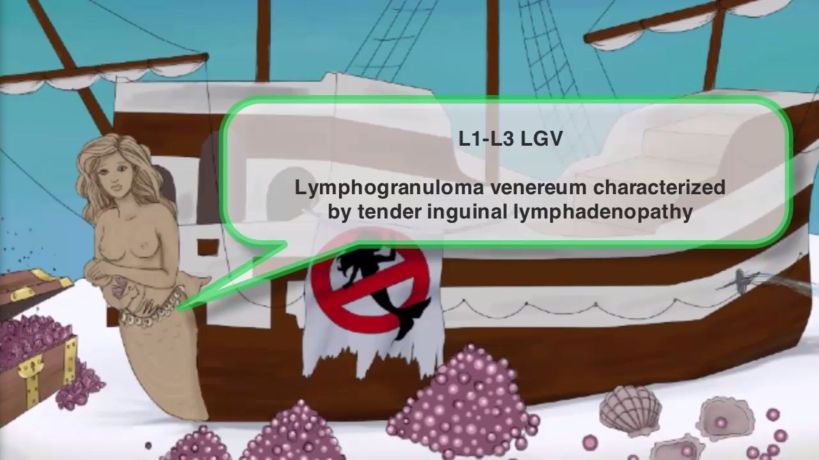 L1-L3 LGV
Lymphogranuloma venereum characterized
by tender inguinal lymphadenopathy